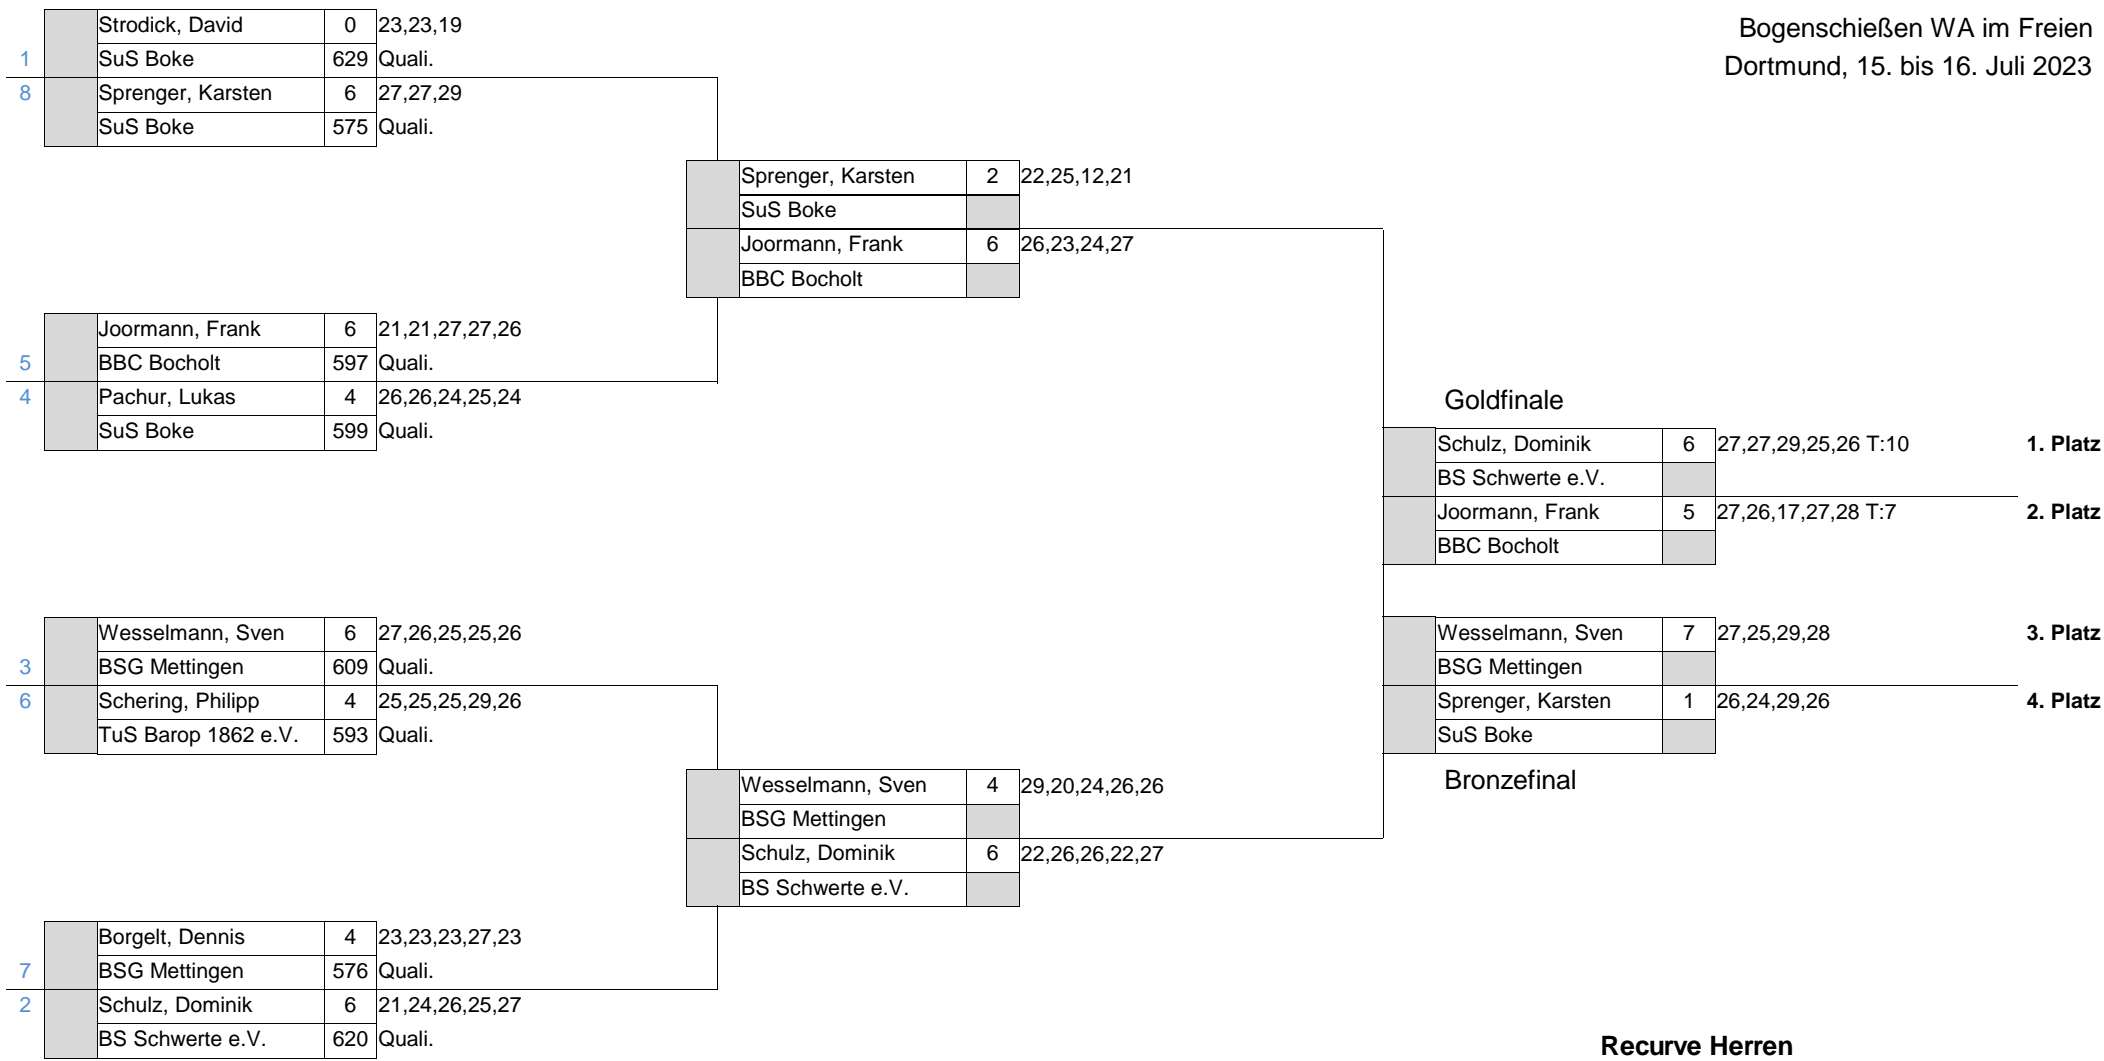 Bogenschießen WA im Freien
Dortmund, 15. bis 16. Juli 2023
Strodick, David 0 23,23,19
1 SuS Boke 629 Quali.
8 Sprenger, Karsten 6 27,27,29
SuS Boke 575 Quali.
Sprenger, Karsten 2 22,25,12,21
SuS Boke
Joormann, Frank 6 26,23,24,27
BBC Bocholt
Joormann, Frank 6 21,21,27,27,26
5 BBC Bocholt 597 Quali.
4 Pachur, Lukas 4 26,26,24,25,24
SuS Boke 599 Quali.
Goldfinale
Schulz, Dominik 6 27,27,29,25,26 T:10 1. Platz
BS Schwerte e.V.
Joormann, Frank 5 27,26,17,27,28 T:7 2. Platz
BBC Bocholt
Wesselmann, Sven 6 27,26,25,25,26
3 BSG Mettingen 609 Quali.
6 Schering, Philipp 4 25,25,25,29,26
TuS Barop 1862 e.V. 593 Quali.
Wesselmann, Sven 7 27,25,29,28 3. Platz
BSG Mettingen
Sprenger, Karsten 1 26,24,29,26 4. Platz
SuS Boke
Bronzefinal
Wesselmann, Sven 4 29,20,24,26,26
BSG Mettingen
Schulz, Dominik 6 22,26,26,22,27
BS Schwerte e.V.
Borgelt, Dennis 4 23,23,23,27,23
7 BSG Mettingen 576 Quali.
2 Schulz, Dominik 6 21,24,26,25,27
BS Schwerte e.V. 620 Quali.
Recurve Herren